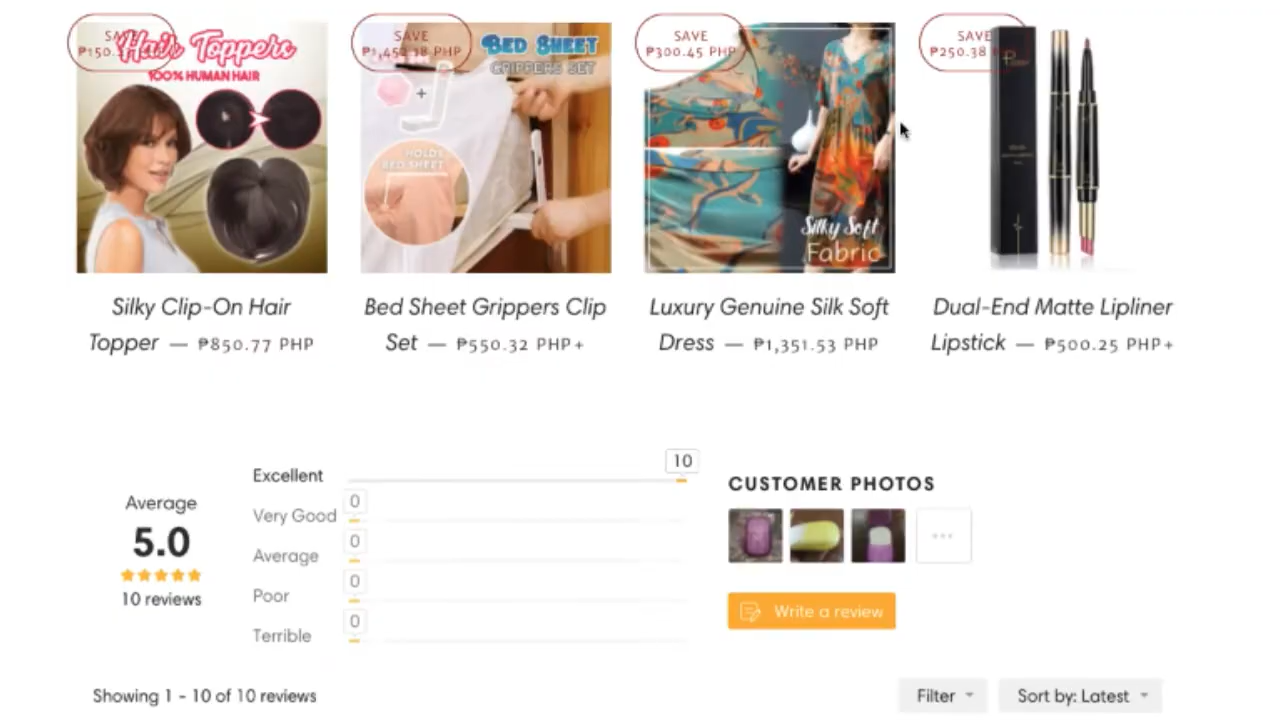 SAVE
₱150.
Hair Toppers
100% HUMAN HAIR
SAVE
PHP
BED SHEET
GRIPPERS SET
+
HOLDS
BED SHEET
SAVE
₱300.45 PHP
Silky Soft
Fabric
SAVE
₱250.38
Silky Clip-On Hair
Topper — ₱850.77 PHP
Bed Sheet Grippers Clip
Set — ₱550.32 PHP+
Luxury Genuine Silk Soft
Dress — ₱1,351.53 PHP
Dual-End Matte Lipliner
Lipstick — ₱500.25 PHP+
Average
5.0
10 reviews
Excellent 10
Very Good 0
Average 0
Poor 0
Terrible 0
CUSTOMER PHOTOS
...
Write a review
Showing 1 - 10 of 10 reviews
Filter
Sort by: Latest